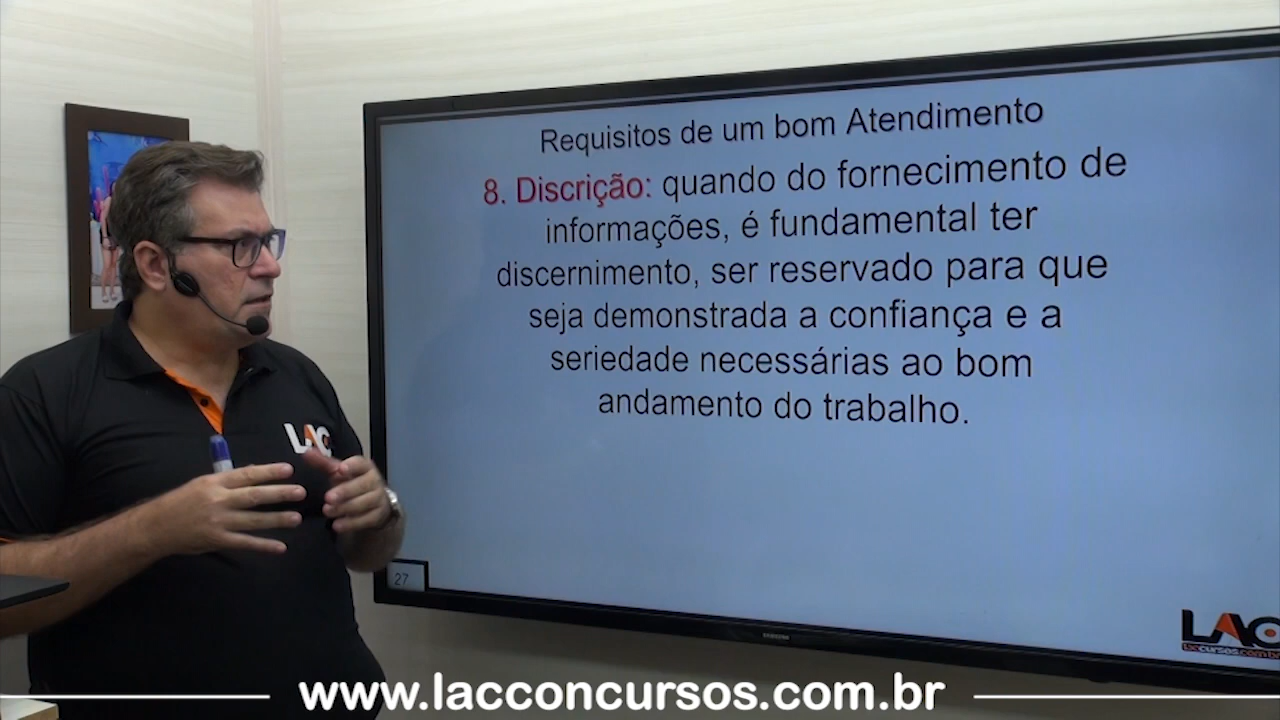 Requisitos de um bom Atendimento
8. Discrição: quando do fornecimento de
informações, é fundamental ter
discernimento, ser reservado para que
seja demonstrada a confiança e a
seriedade necessárias ao bom
andamento do trabalho.
LAC
27
LAC
www.lacconcursos.com.br